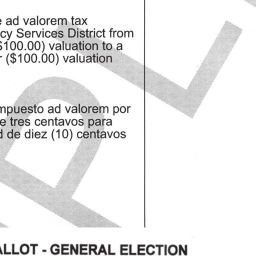 ad valorem tax
cy Services District from
$100.00) valuation to a
r ($100.00) valuation
mpuesto ad valorem por
e tres centavos para
d de diez (10) centavos
ALLOT - GENERAL ELECTION